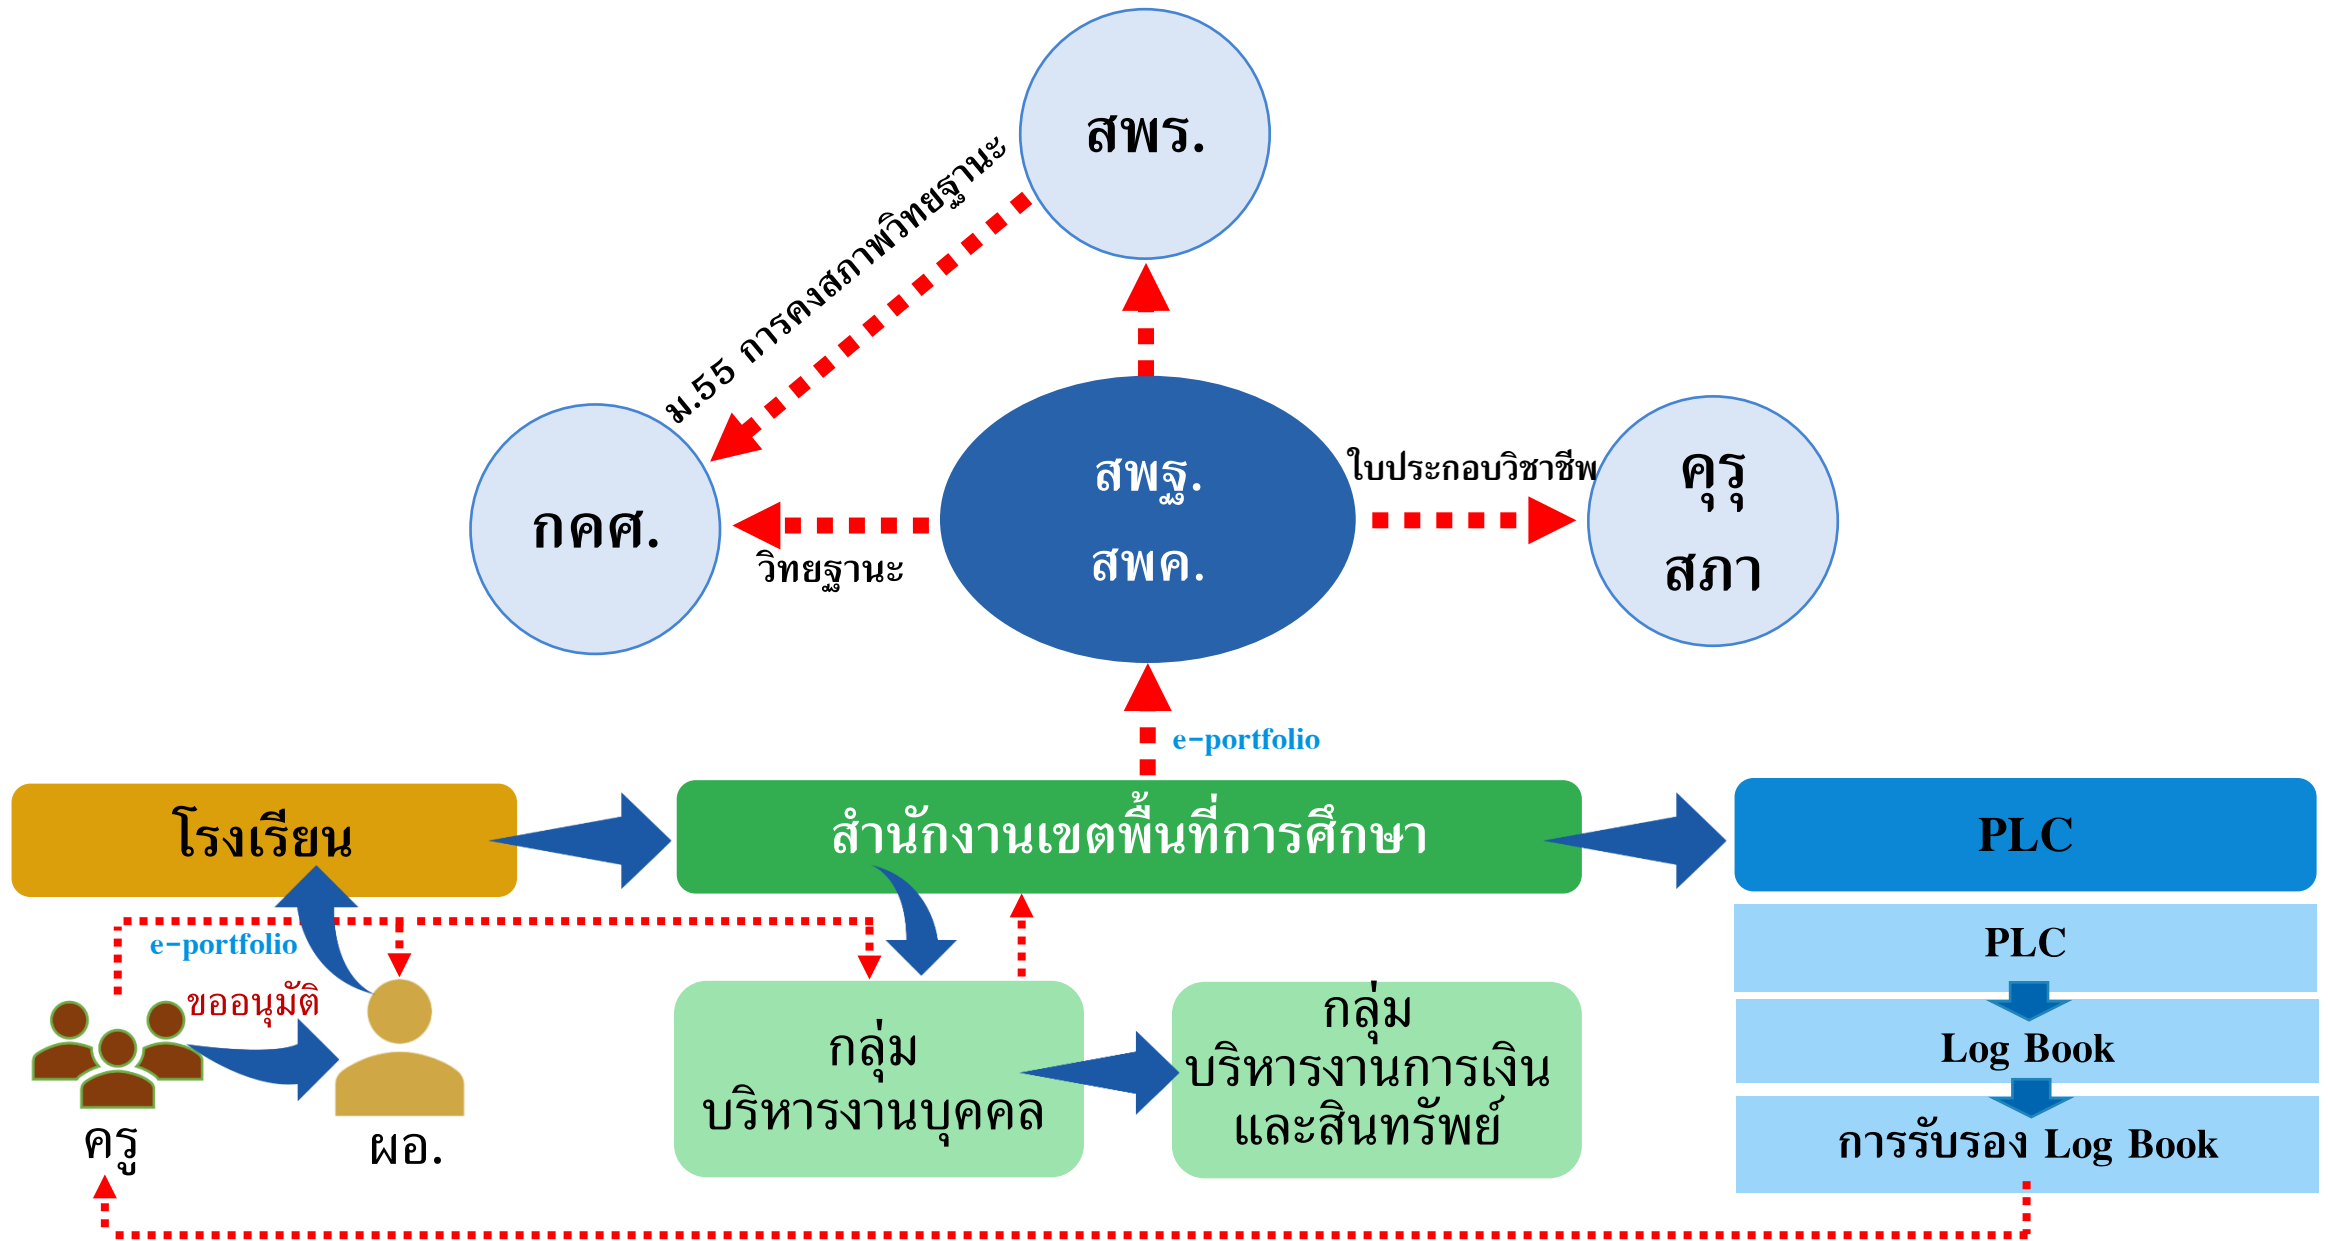 สพร.
ม.55 การคงสภาพวิทยฐานะ
กคศ.
วิทยฐานะ
สพฐ.
สพค.
ใบประกอบวิชาชีพ
คุรุ
สภา
e-portfolio
โรงเรียน
สำนักงานเขตพื้นที่การศึกษา
PLC
e-portfolio
ขออนุมัติ
ครู
ผอ.
กลุ่ม
บริหารงานบุคคล
กลุ่ม
บริหารงานการเงิน
และสินทรัพย์
PLC
Log Book
การรับรอง Log Book